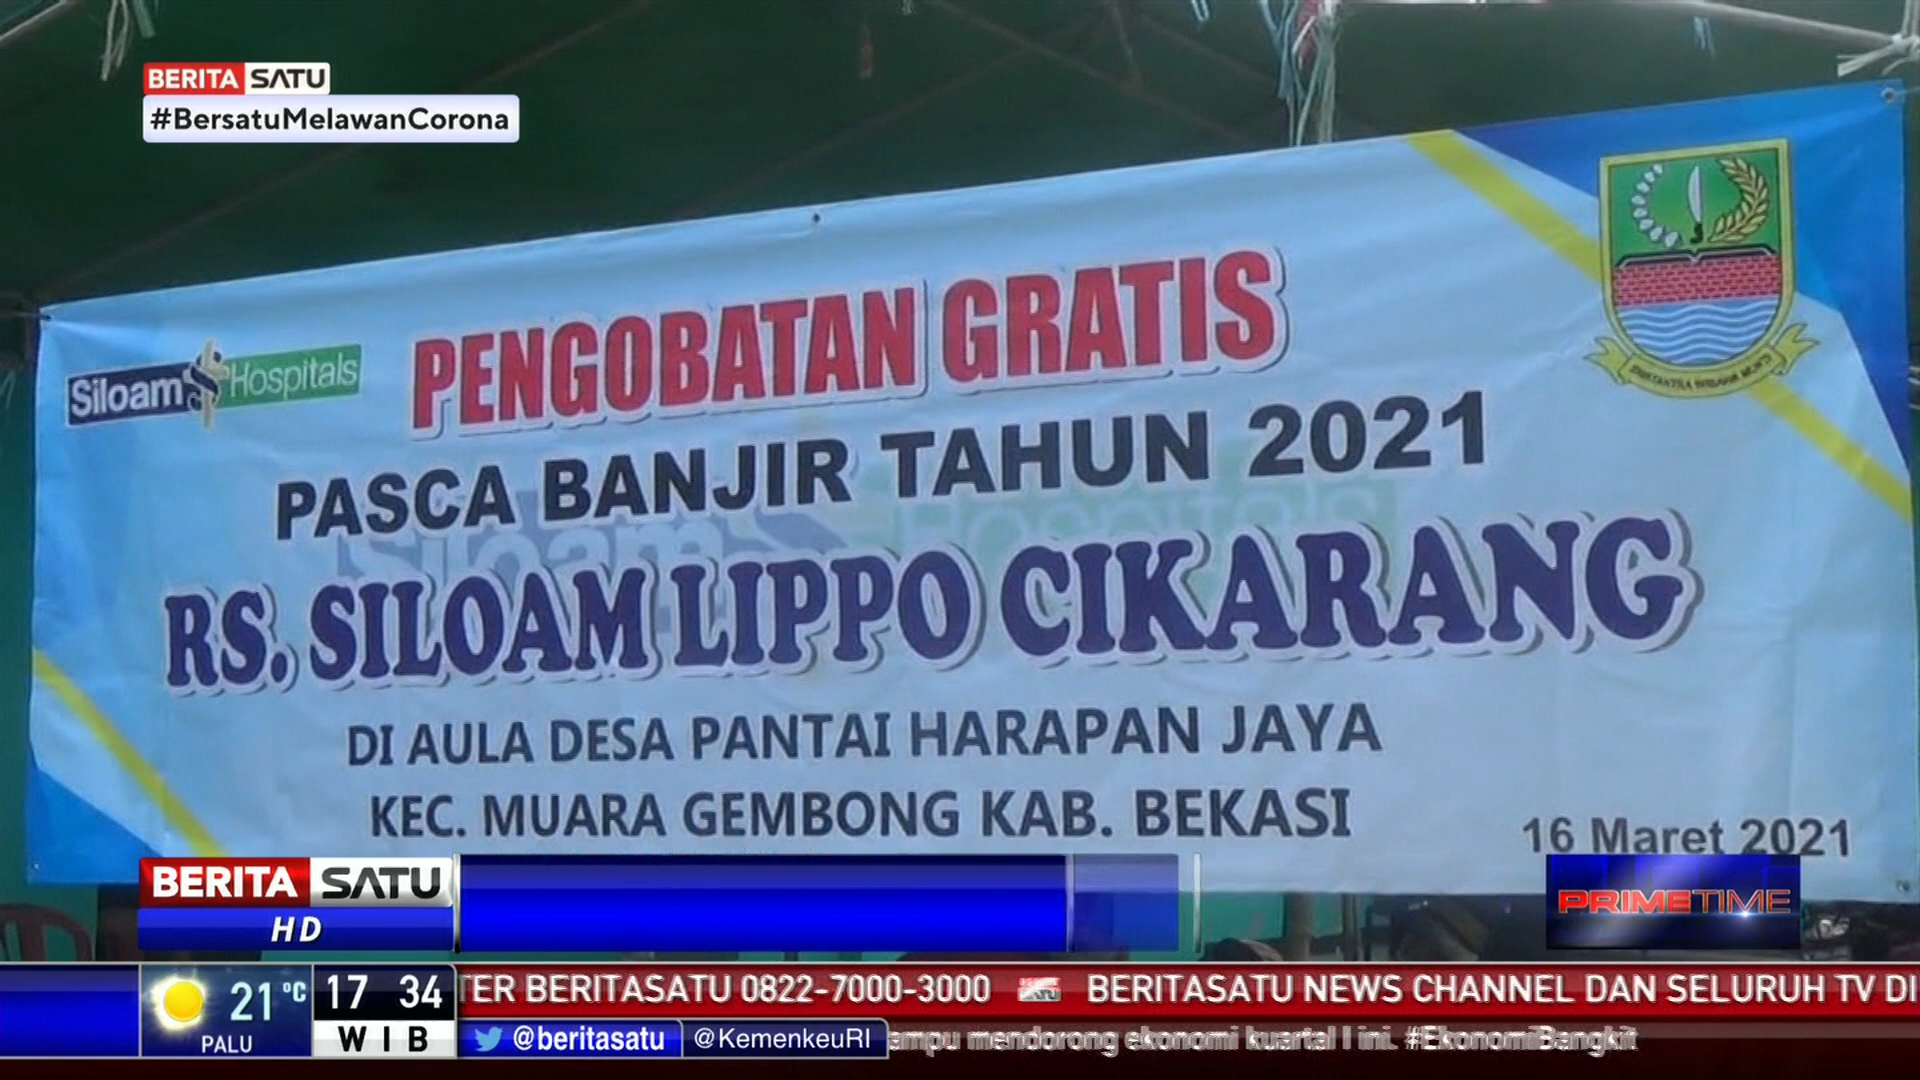 BERITA SATU
#BersatuMelawanCorona
Siloam Hospitals
PENGOBATAN GRATIS
PASCA BANJIR TAHUN 2021
RS. SILOAM LIPPO CIKARANG
DI AULA DESA PANTAI HARAPAN JAYA
KEC. MUARA GEMBONG KAB. BEKASI
16 Maret 2021
BERITA SATU
HD
PRIMETIME
21°C
PALU
17 34
WIB
TER BERITASATU 0822-7000-3000 BERITASATU NEWS CHANNEL DAN SELURUH TV DI
@beritasatu @KemenkeuRI ampu mendorong ekonomi kuartal I ini. #EkonomiBangkit